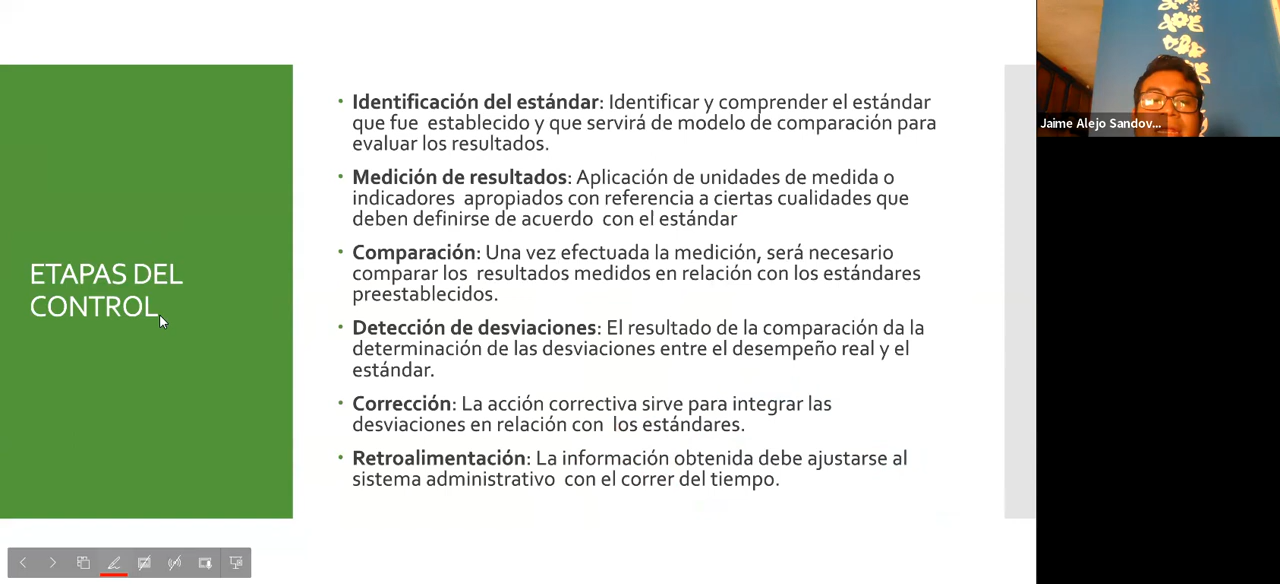 ETAPAS DEL
CONTROL
• Identificación del estándar: Identificar y comprender el estándar
que fue establecido y que servirá de modelo de comparación para
evaluar los resultados.
• Medición de resultados: Aplicación de unidades de medida o
indicadores apropiados con referencia a ciertas cualidades que
deben definirse de acuerdo con el estándar
• Comparación: Una vez efectuada la medición, será necesario
comparar los resultados medidos en relación con los estándares
preestablecidos.
• Detección de desviaciones: El resultado de la comparación da la
determinación de las desviaciones entre el desempeño real y el
estándar.
• Corrección: La acción correctiva sirve para integrar las
desviaciones en relación con los estándares.
• Retroalimentación: La información obtenida debe ajustarse al
sistema administrativo con el correr del tiempo.
Jaime Alejo Sandov...